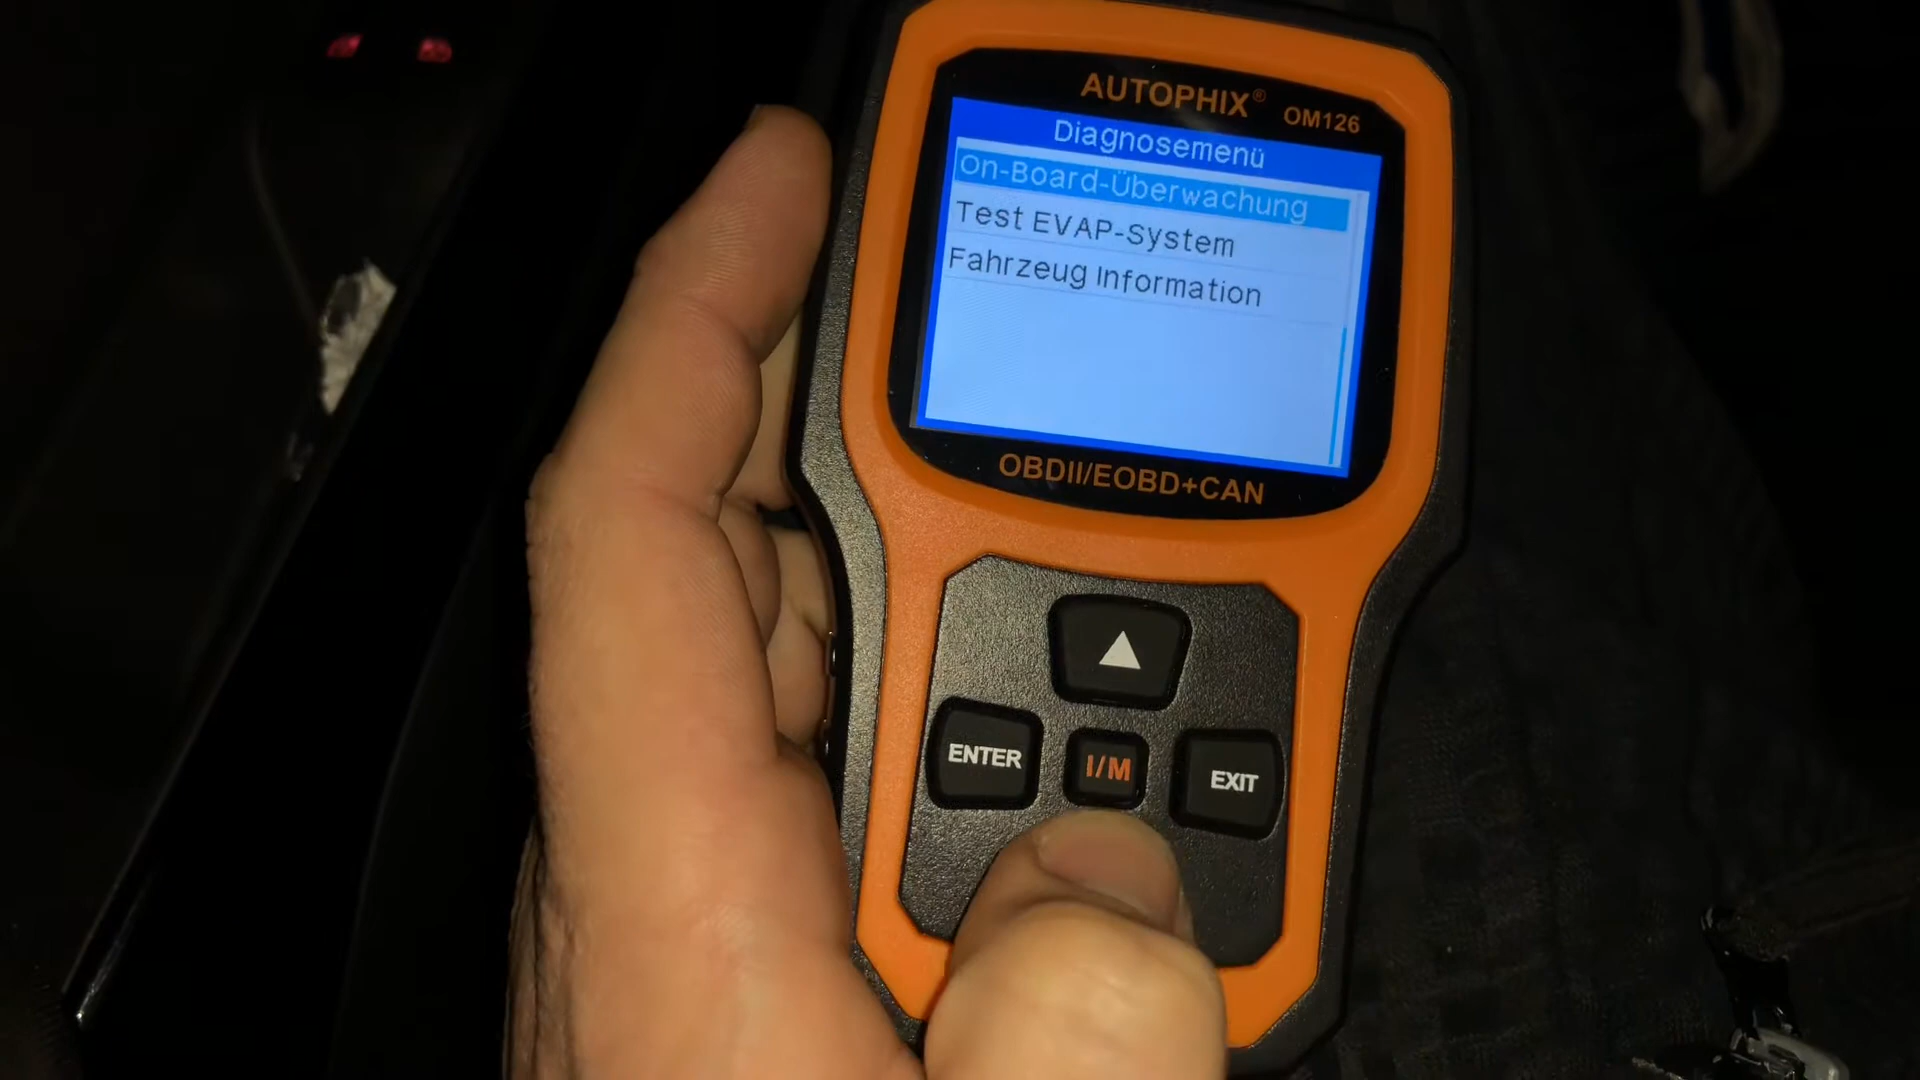 AUTOPHIX® OM126
Diagnosemenü
On-Board-Überwachung
Test EVAP-System
Fahrzeug Information
OBDII/EOBD+CAN
ENTER
I/M
EXIT